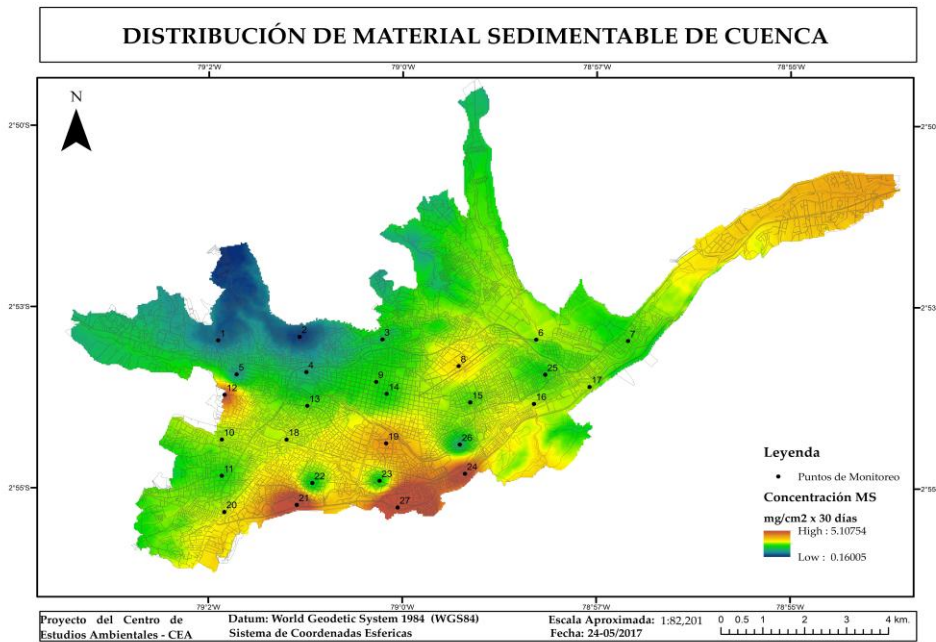 DISTRIBUCIÓN DE MATERIAL SEDIMENTABLE DE CUENCA
79°2'W 79°0'W 78°57'W 78°56'W
N
2°50'S 2°50'S
2°53'S 2°53'S
1 2 3 6 7
4 5 8 25
12 9 14 17
13 15 16
10 18 19 26
11 22 23 24
20 21 27
2°56'S 2°56'S
Leyenda
Puntos de Monitoreo
Concentración MS
mg/cm2 x 30 días
High : 5.10754
Low : 0.16005
79°2'W 79°0'W 78°57'W 78°55'W
Proyecto del Centro de
Estudios Ambientales - CEA
Datum: World Geodetic System 1984 (WGS84)
Sistema de Coordenadas Esfericas
Escala Aproximada: 1:82,201
Fecha: 24-05/2017
0 0.5 1 2 3 4 km.